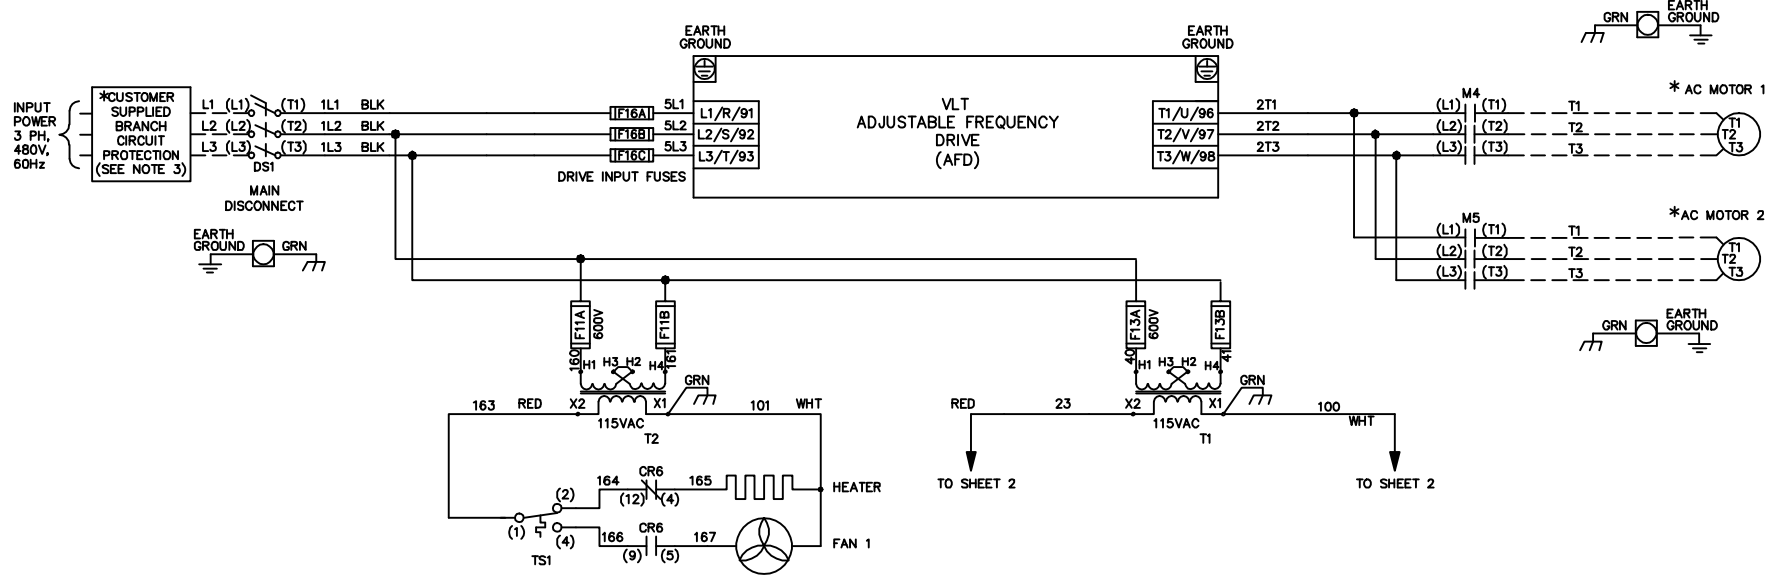 EARTH
GROUND
EARTH
GROUND
GRN
EARTH
GROUND
INPUT
POWER
3 PH,
480V,
60Hz
*CUSTOMER
SUPPLIED
BRANCH
CIRCUIT
PROTECTION
(SEE NOTE 3)
L1 (L1) (T1) 1L1 BLK
L2 (L2) (T2) 1L2 BLK
L3 (L3) (T3) 1L3 BLK
DS1
MAIN
DISCONNECT
F16A 5L1
F16B 5L2
F16C 5L3
DRIVE INPUT FUSES
L1/R/91
L2/S/92
L3/T/93
VLT
ADJUSTABLE FREQUENCY
DRIVE
(AFD)
T1/U/96
T2/V/97
T3/W/98
2T1
2T2
2T3
M4
(L1) (T1) T1
(L2) (T2) T2
(L3) (T3) T3
* AC MOTOR 1
T1
T2
T3
M5
(L1) (T1) T1
(L2) (T2) T2
(L3) (T3) T3
*AC MOTOR 2
T1
T2
T3
EARTH
GROUND
GRN
GRN
EARTH
GROUND
F11A
600V
F11B
160
161
H1 H3 H2 H4
GRN
163 RED X2 X1 101 WHT
115VAC
T2
F13A
600V
F13B
40
41
H1 H3 H2 H4
GRN
RED 23 X2 X1 100
WHT
115VAC
T1
TO SHEET 2
TO SHEET 2
CR6
164 165
(12) (4)
HEATER
(2)
(1)
(4)
TS1
CR6
166 167
(9) (5)
FAN 1